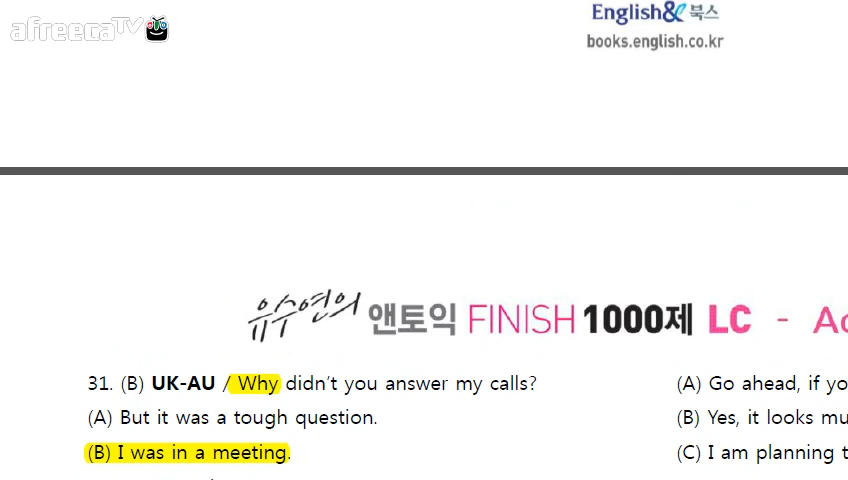 afreecaTV
English& 북스
books.english.co.kr
유수연의 앤토익 FINISH 1000제 LC - Ac
31. (B) UK-AU / Why didn't you answer my calls?
(A) But it was a tough question.
(B) I was in a meeting.
(A) Go ahead, if yo
(B) Yes, it looks mu
(C) I am planning t